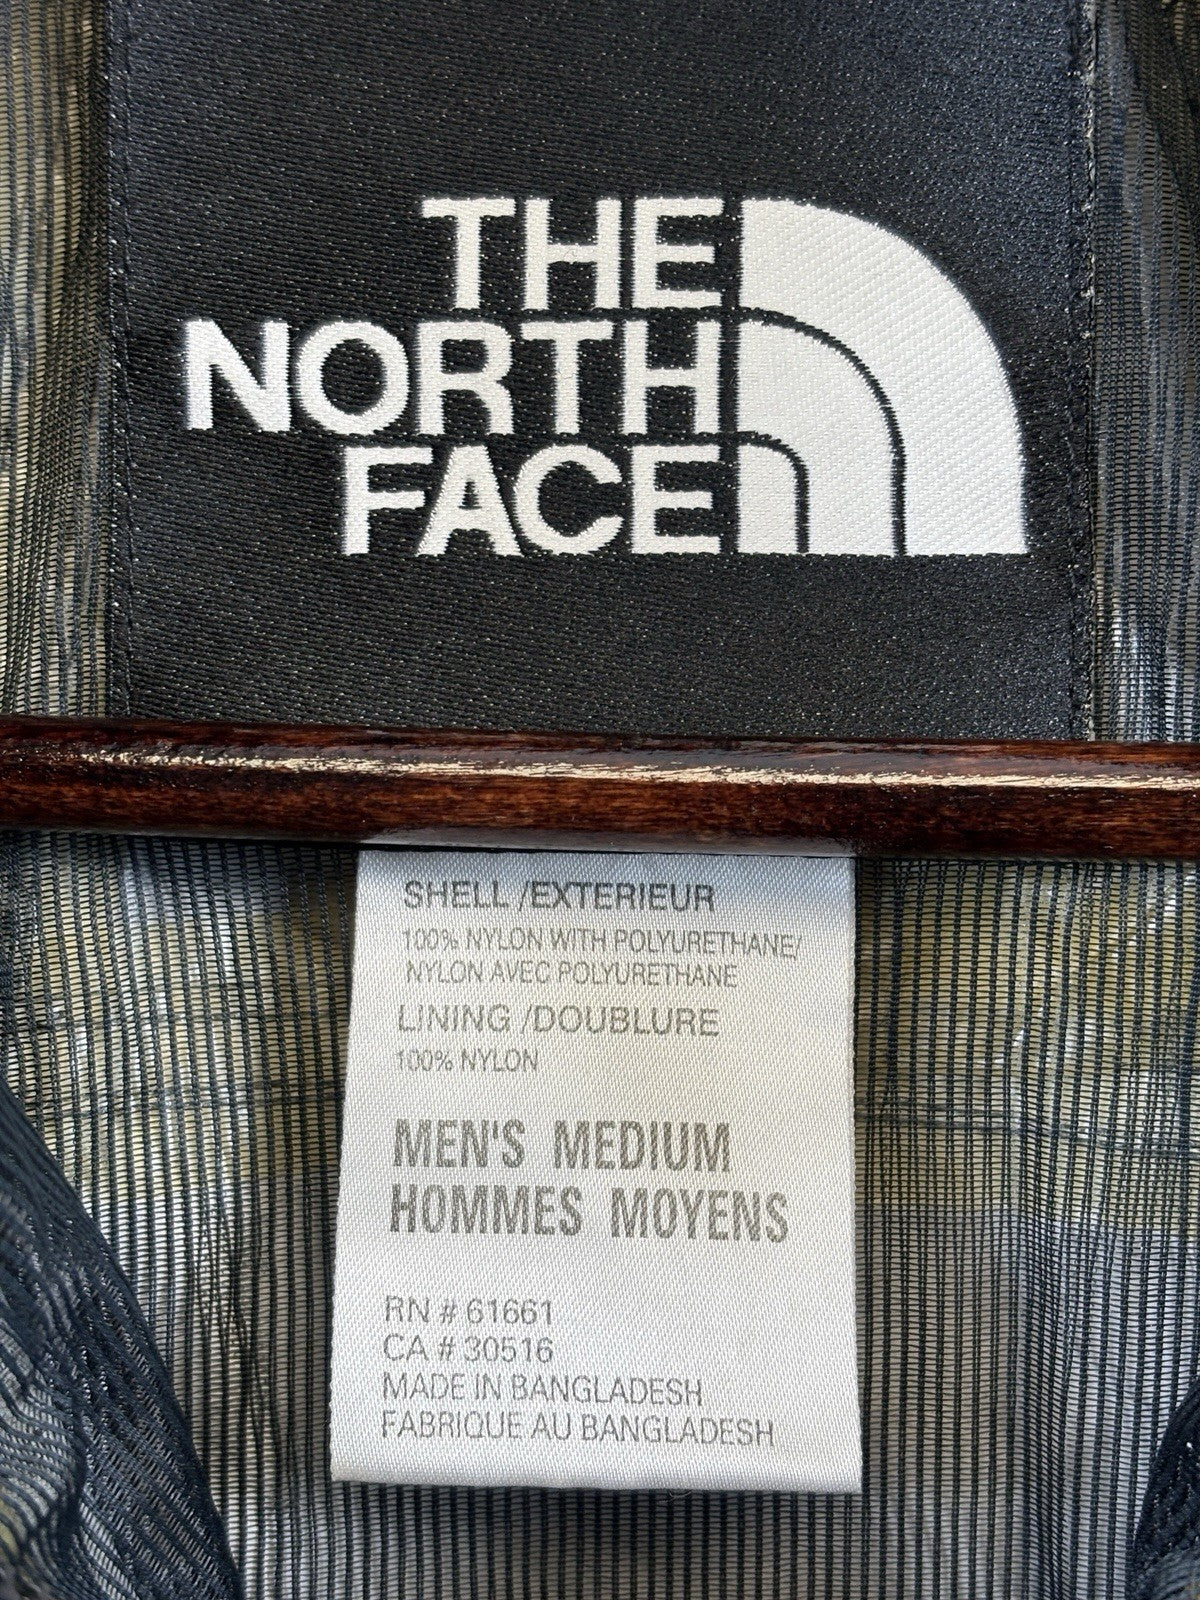 THE
NORTH
FACE
SHELL /EXTERIEUR
100% NYLON WITH POLYURETHANE/
NYLON AVEC POLYURETHANE
LINING /DOUBLURE
100% NYLON
MEN'S MEDIUM
HOMMES MOYENS
RN # 61661
CA # 30516
MADE IN BANGLADESH
FABRIQUE AU BANGLADESH